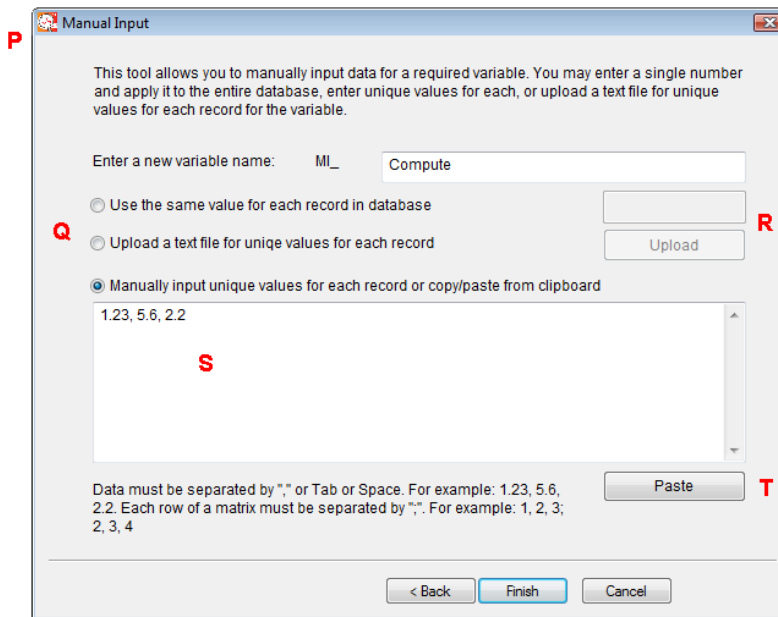 Manual Input
P
This tool allows you to manually input data for a required variable. You may enter a single number
and apply it to the entire database, enter unique values for each, or upload a text file for unique
values for each record for the variable.
Enter a new variable name: MI_ Compute
Use the same value for each record in database
Q
R
Upload a text file for uniqe values for each record Upload
Manually input unique values for each record or copy/paste from clipboard
1.23, 5.6, 2.2
S
Paste T
Data must be separated by "," or Tab or Space. For example: 1.23, 5.6,
2.2. Each row of a matrix must be separated by ";". For example: 1, 2, 3;
2, 3, 4
< Back Finish Cancel